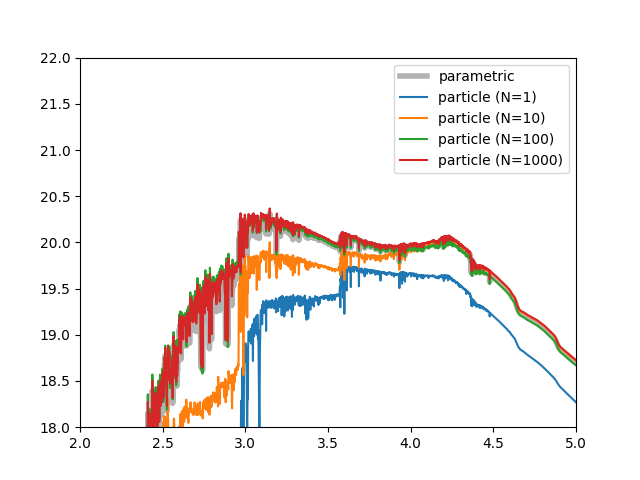 22.0
21.5
21.0
20.5
20.0
19.5
19.0
18.5
18.0
2.0 2.5 3.0 3.5 4.0 4.5 5.0
parametric
particle (N=1)
particle (N=10)
particle (N=100)
particle (N=1000)